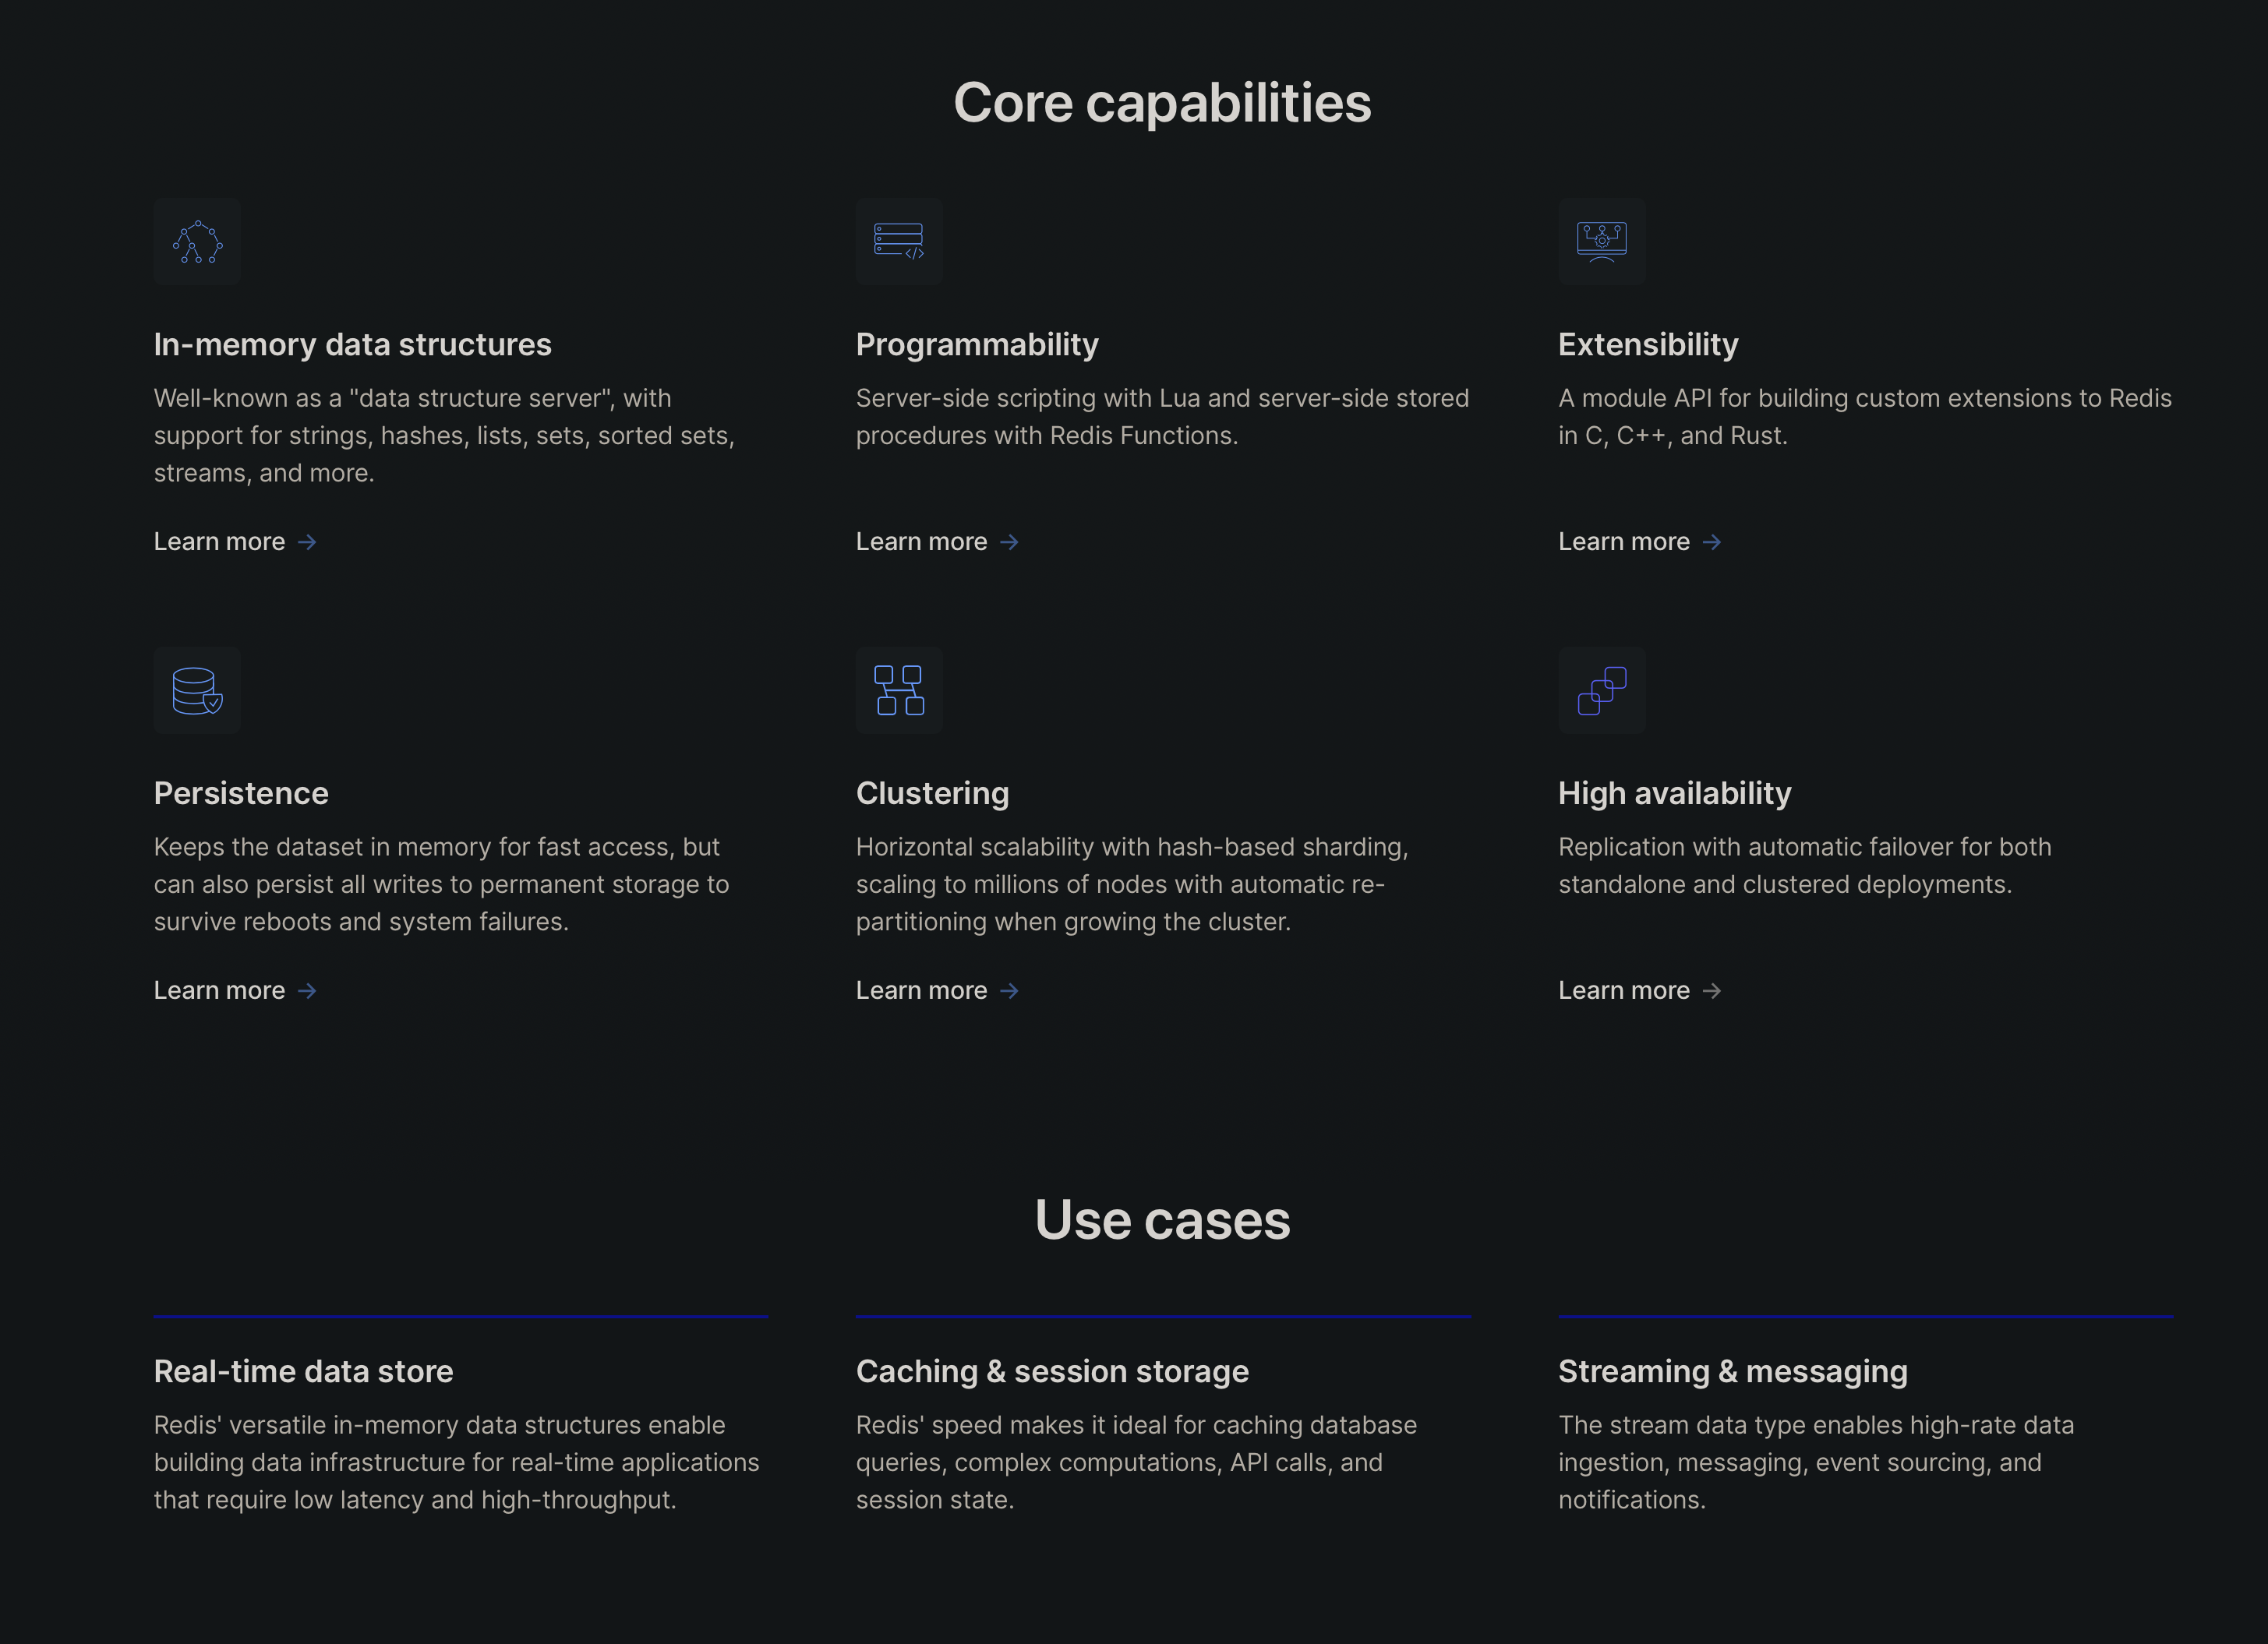 Core capabilities
In-memory data structures
Well-known as a "data structure server", with
support for strings, hashes, lists, sets, sorted sets,
streams, and more.
Learn more →
Programmability
Server-side scripting with Lua and server-side stored
procedures with Redis Functions.
Learn more →
Extensibility
A module API for building custom extensions to Redis
in C, C++, and Rust.
Learn more →
Persistence
Keeps the dataset in memory for fast access, but
can also persist all writes to permanent storage to
survive reboots and system failures.
Learn more →
Clustering
Horizontal scalability with hash-based sharding,
scaling to millions of nodes with automatic re-
partitioning when growing the cluster.
Learn more →
High availability
Replication with automatic failover for both
standalone and clustered deployments.
Learn more →
Use cases
Real-time data store
Redis' versatile in-memory data structures enable
building data infrastructure for real-time applications
that require low latency and high-throughput.
Caching & session storage
Redis' speed makes it ideal for caching database
queries, complex computations, API calls, and
session state.
Streaming & messaging
The stream data type enables high-rate data
ingestion, messaging, event sourcing, and
notifications.